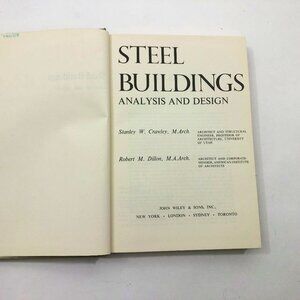 STEEL
BUILDINGS
ANALYSIS AND DESIGN
Stanley W. Crawley, M.Arch.
ARCHITECT AND STRUCTURAL
ENGINEER, PROFESSOR OF
ARCHITECTURE, UNIVERSITY
OF UTAH
Robert M. Dillon, M.A.Arch.
ARCHITECT AND CORPORATE
MEMBER, AMERICAN INSTITUTE
OF ARCHITECTS
JOHN WILEY & SONS, INC.,
NEW YORK · LONDON · SYDNEY · TORONTO